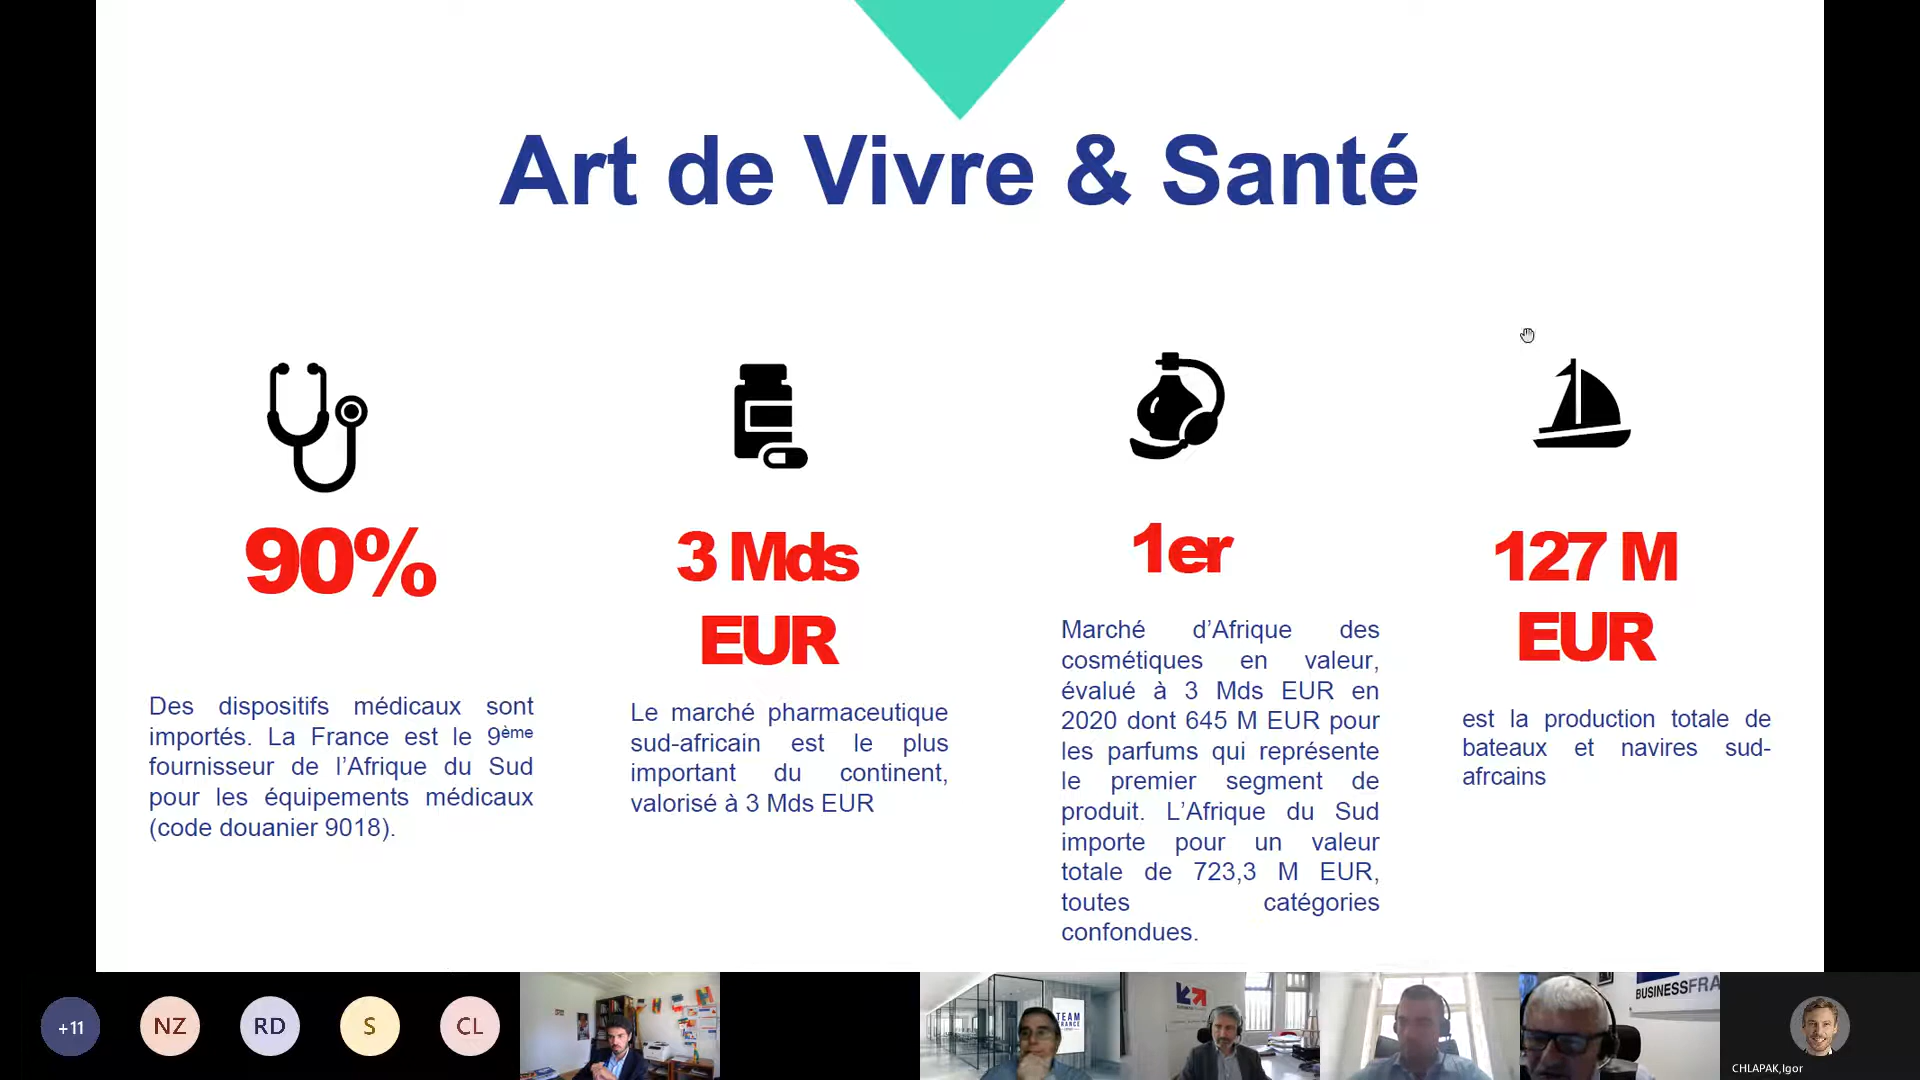 Art de Vivre & Santé
90%
Des dispositifs médicaux sont
importés. La France est le 9ème
fournisseur de l’Afrique du Sud
pour les équipements médicaux
(code douanier 9018).
3 Mds
EUR
Le marché pharmaceutique
sud-africain est le plus
important du continent,
valorisé à 3 Mds EUR
1er
Marché d’Afrique des
cosmétiques en valeur,
évalué à 3 Mds EUR en
2020 dont 645 M EUR pour
les parfums qui représente
le premier segment de
produit. L’Afrique du Sud
importe pour un valeur
totale de 723,3 M EUR,
toutes catégories
confondues.
127 M
EUR
est la production totale de
bateaux et navires sud-
afrcains
+11
NZ
RD
S
CL
TEAM
FRANCE
BUSINESSFRA
CHLAPAK,Igor